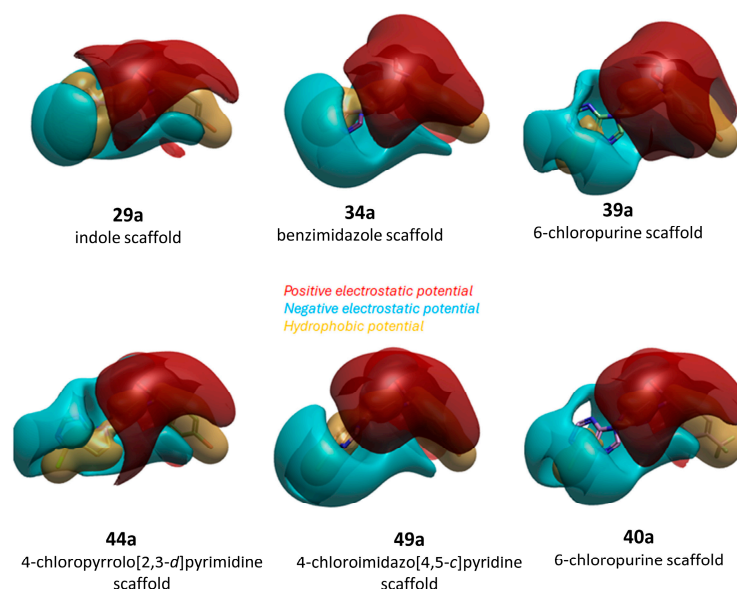 29a
indole scaffold
34a
benzimidazole scaffold
39a
6-chloropurine scaffold
Positive electrostatic potential
Negative electrostatic potential
Hydrophobic potential
44a
4-chloropyrrolo[2,3-d]pyrimidine
scaffold
49a
4-chloroimidazo[4,5-c]pyridine
scaffold
40a
6-chloropurine scaffold